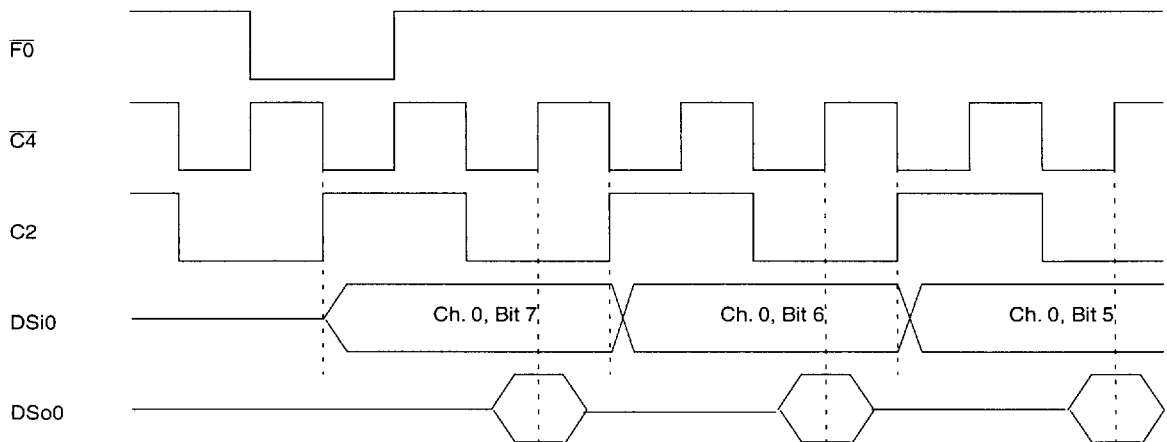 F0
C4
C2
DSi0
Ch. 0, Bit 7
Ch. 0, Bit 6
Ch. 0, Bit 5
DSo0